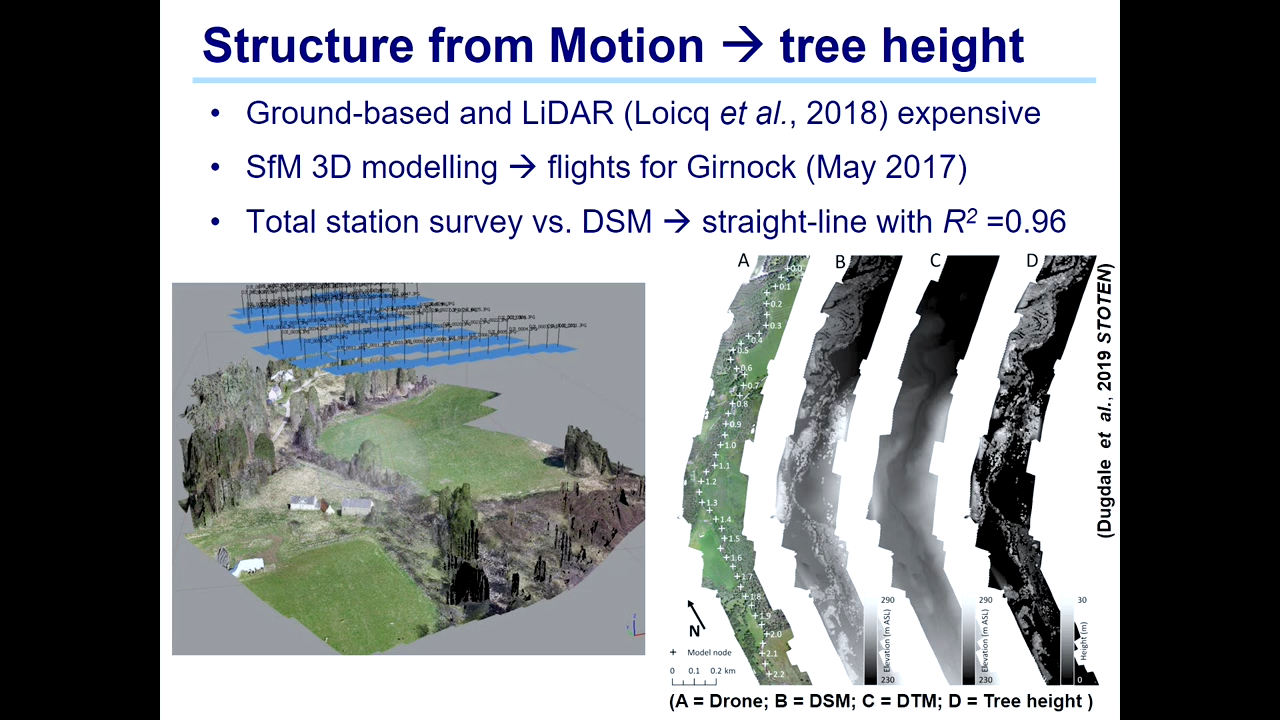 Structure from Motion → tree height
• Ground-based and LiDAR (Loicq et al., 2018) expensive
• SfM 3D modelling → flights for Girnock (May 2017)
• Total station survey vs. DSM → straight-line with R² =0.96
A B C D
0.0
0.1
0.2
0.3
0.4
0.5
0.6
0.7
0.8
0.9
1.0
1.1
1.2
1.3
1.4
1.5
1.6
1.7
1.8
1.9
2.0
2.1
2.2
N
+ Model node
0 0.1 0.2 km
290
Elevation (m ASL)
230
290
Elevation (m ASL)
230
30
Height (m)
0
(Dugdale et al., 2019 STOTEN)
(A = Drone; B = DSM; C = DTM; D = Tree height )